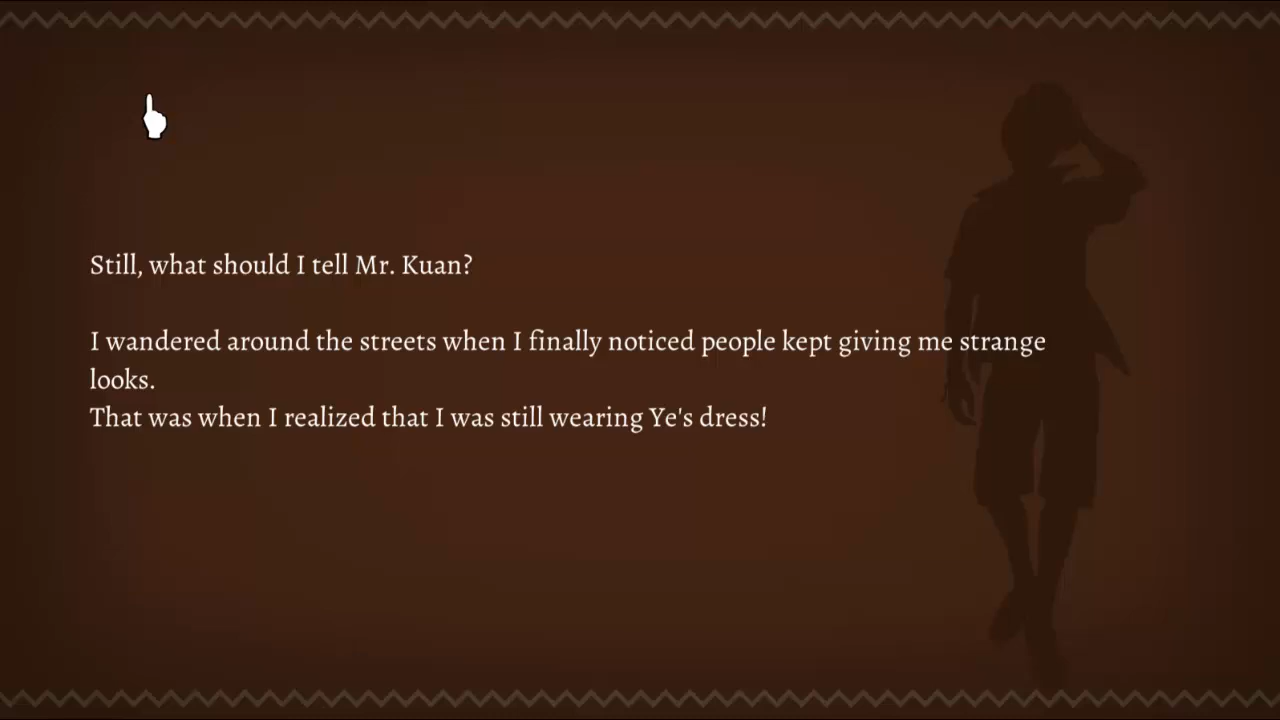 Still, what should I tell Mr. Kuan?
I wandered around the streets when I finally noticed people kept giving me strange
looks.
That was when I realized that I was still wearing Ye's dress!